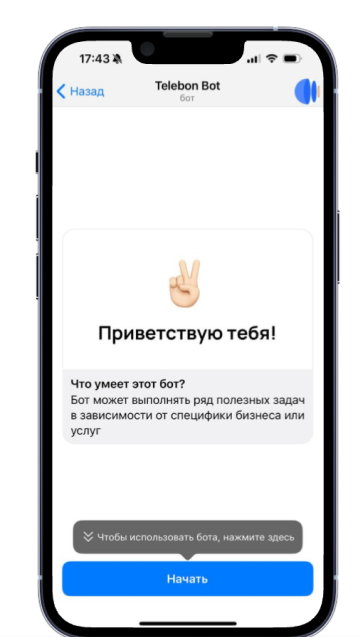 17:43
Назад
Telebon Bot
бот
Приветствую тебя!
Что умеет этот бот?
Бот может выполнять ряд полезных задач
в зависимости от специфики бизнеса или
услуг
Чтобы использовать бота, нажмите здесь
Начать